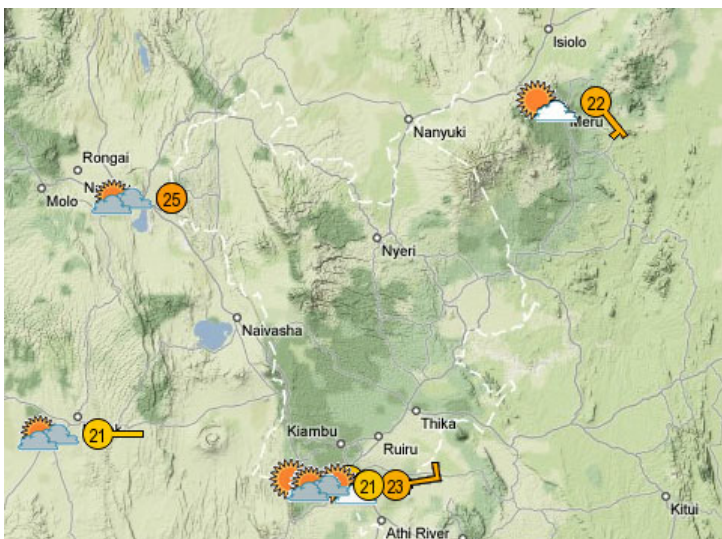 Isiolo
22
Meru
Nanyuki
Rongai
Molo
25
Nyeri
Naivasha
21
Thika
Kiambu
Ruiru
21
23
Kitui
Athi River